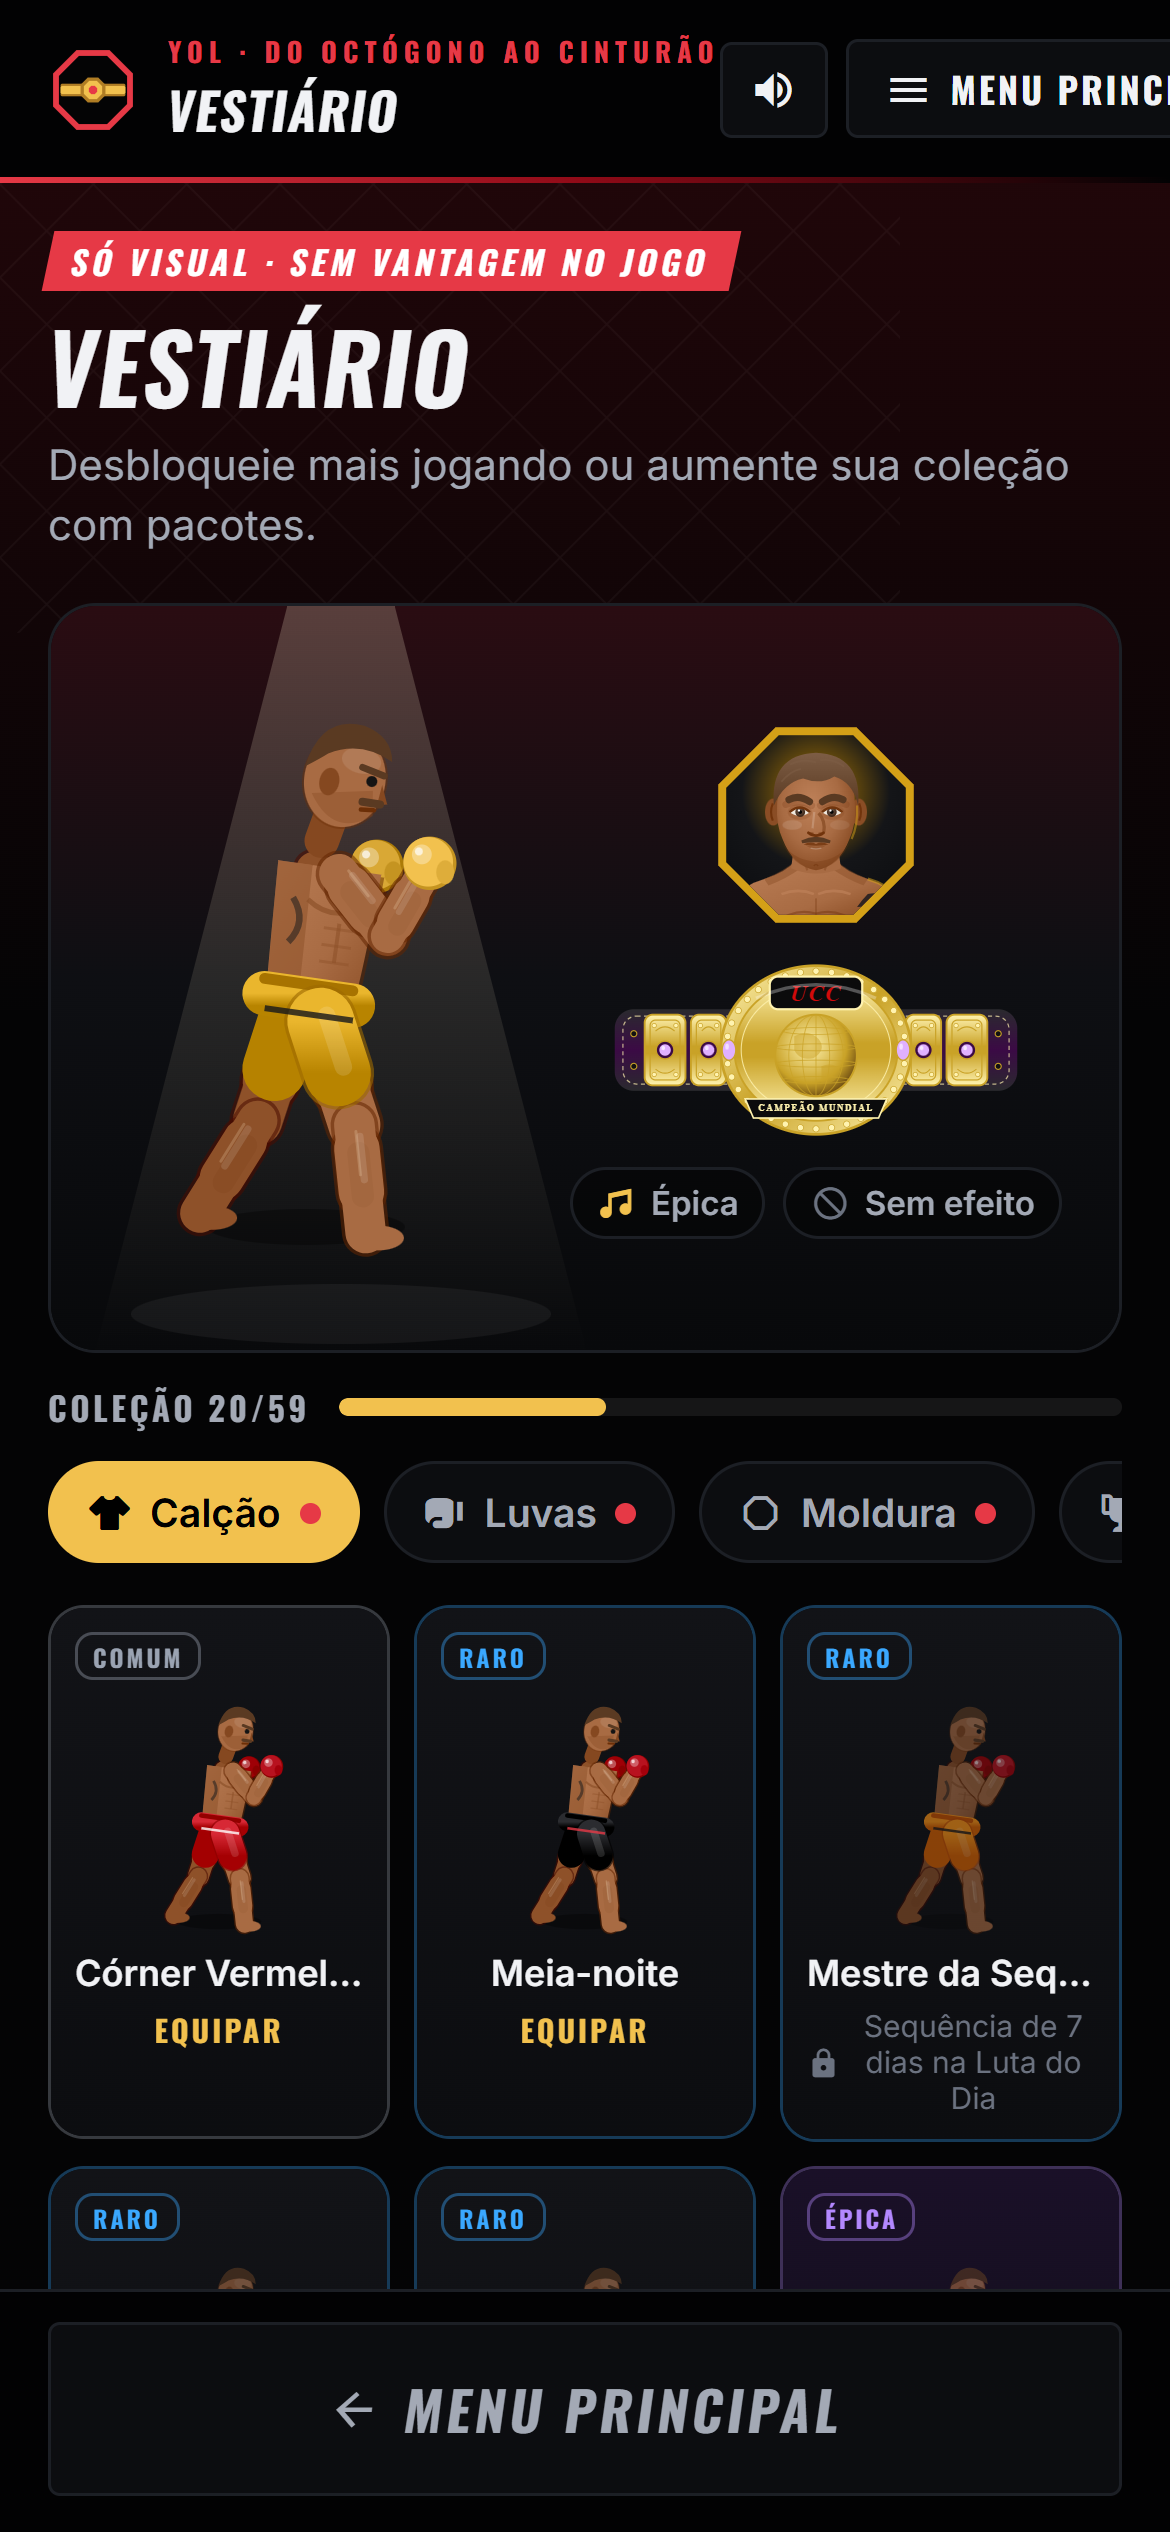 YOL · DO OCTÓGONO AO CINTURÃO
VESTIÁRIO
MENU PRINCI
SÓ VISUAL · SEM VANTAGEM NO JOGO
VESTIÁRIO
Desbloqueie mais jogando ou aumente sua coleção
com pacotes.
UCC
CAMPEÃO MUNDIAL
Épica
Sem efeito
COLEÇÃO 20/59
Calção
Luvas
Moldura
COMUM
RARO
RARO
Córner Vermel...
Meia-noite
Mestre da Seq...
EQUIPAR
EQUIPAR
Sequência de 7
dias na Luta do
Dia
RARO
RARO
ÉPICA
MENU PRINCIPAL